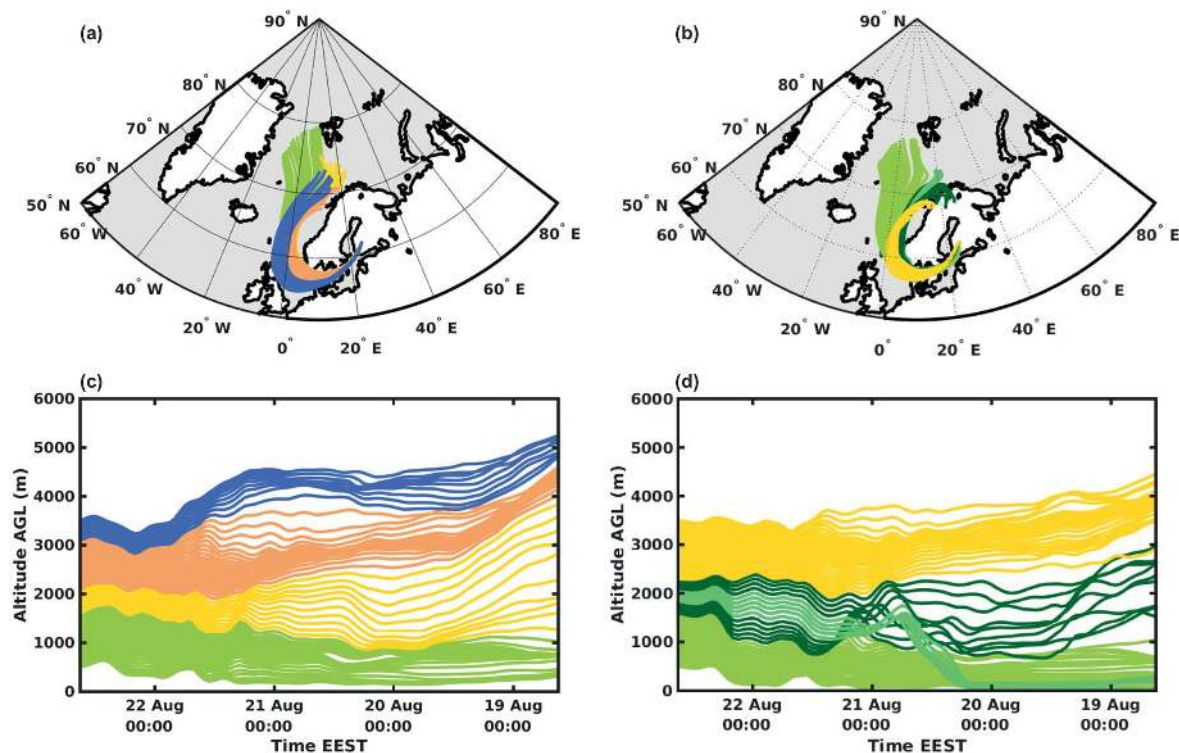 (a)
90° N
80° N
70° N
60° N
50° N
60° W
40° W
20° W
0°
20° E
40° E
60° E
80° E
(b)
90° N
80° N
70° N
60° N
50° N
60° W
40° W
20° W
0°
20° E
40° E
60° E
80° E
(c)
6000
5000
4000
3000
2000
1000
0
Altitude AGL (m)
22 Aug 21 Aug 20 Aug 19 Aug
00:00 00:00 00:00 00:00
Time EEST
(d)
6000
5000
4000
3000
2000
1000
0
Altitude AGL (m)
22 Aug 21 Aug 20 Aug 19 Aug
00:00 00:00 00:00 00:00
Time EEST